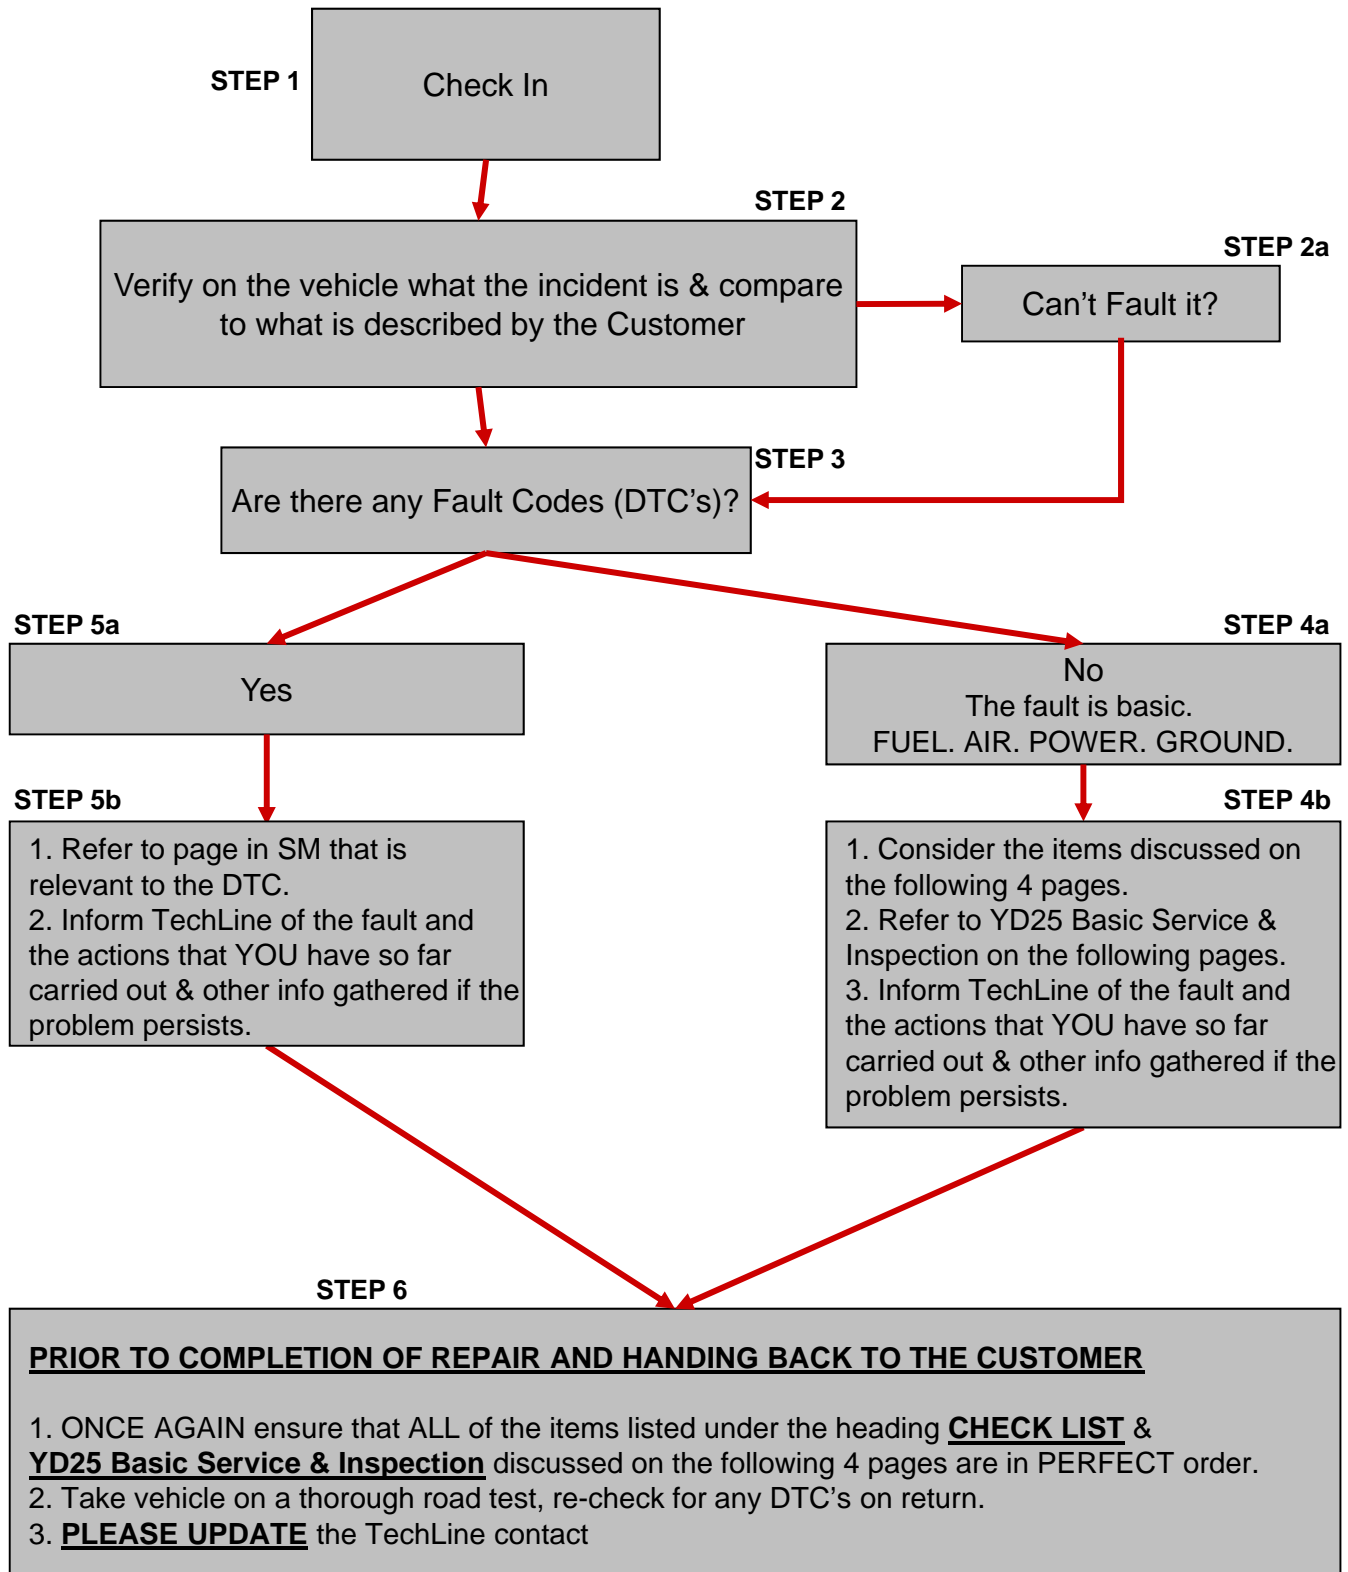 STEP 1
Check In
STEP 2
Verify on the vehicle what the incident is & compare
to what is described by the Customer
STEP 2a
Can’t Fault it?
STEP 3
Are there any Fault Codes (DTC’s)?
STEP 5a
Yes
STEP 4a
No
The fault is basic.
FUEL. AIR. POWER. GROUND.
STEP 5b
1. Refer to page in SM that is
relevant to the DTC.
2. Inform TechLine of the fault and
the actions that YOU have so far
carried out & other info gathered if the
problem persists.
STEP 4b
1. Consider the items discussed on
the following 4 pages.
2. Refer to YD25 Basic Service &
Inspection on the following pages.
3. Inform TechLine of the fault and
the actions that YOU have so far
carried out & other info gathered if the
problem persists.
STEP 6
PRIOR TO COMPLETION OF REPAIR AND HANDING BACK TO THE CUSTOMER
1. ONCE AGAIN ensure that ALL of the items listed under the heading CHECK LIST &
YD25 Basic Service & Inspection discussed on the following 4 pages are in PERFECT order.
2. Take vehicle on a thorough road test, re-check for any DTC’s on return.
3. PLEASE UPDATE the TechLine contact